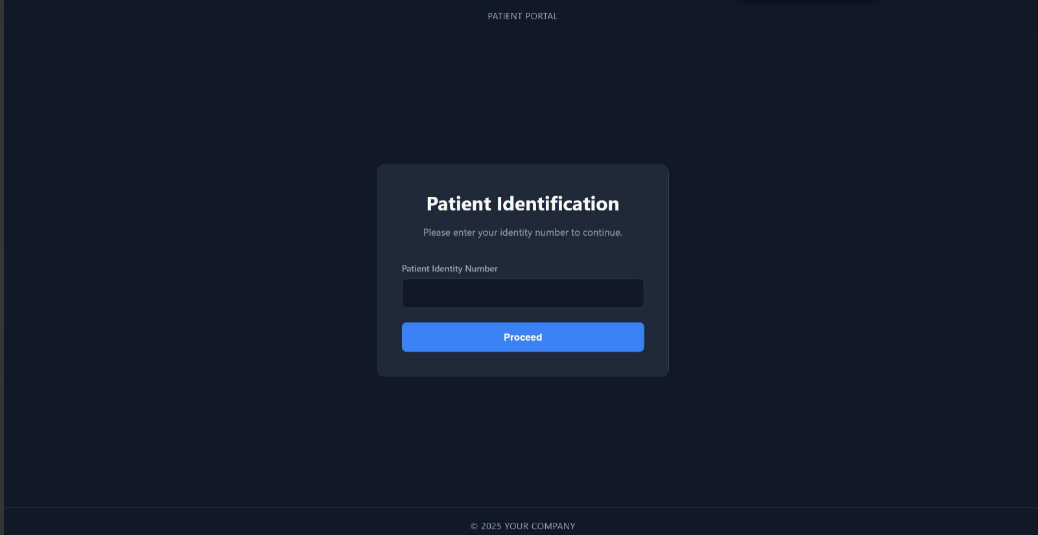 PATIENT PORTAL
Patient Identification
Please enter your identity number to continue.
Patient Identity Number
Proceed
© 2025 YOUR COMPANY